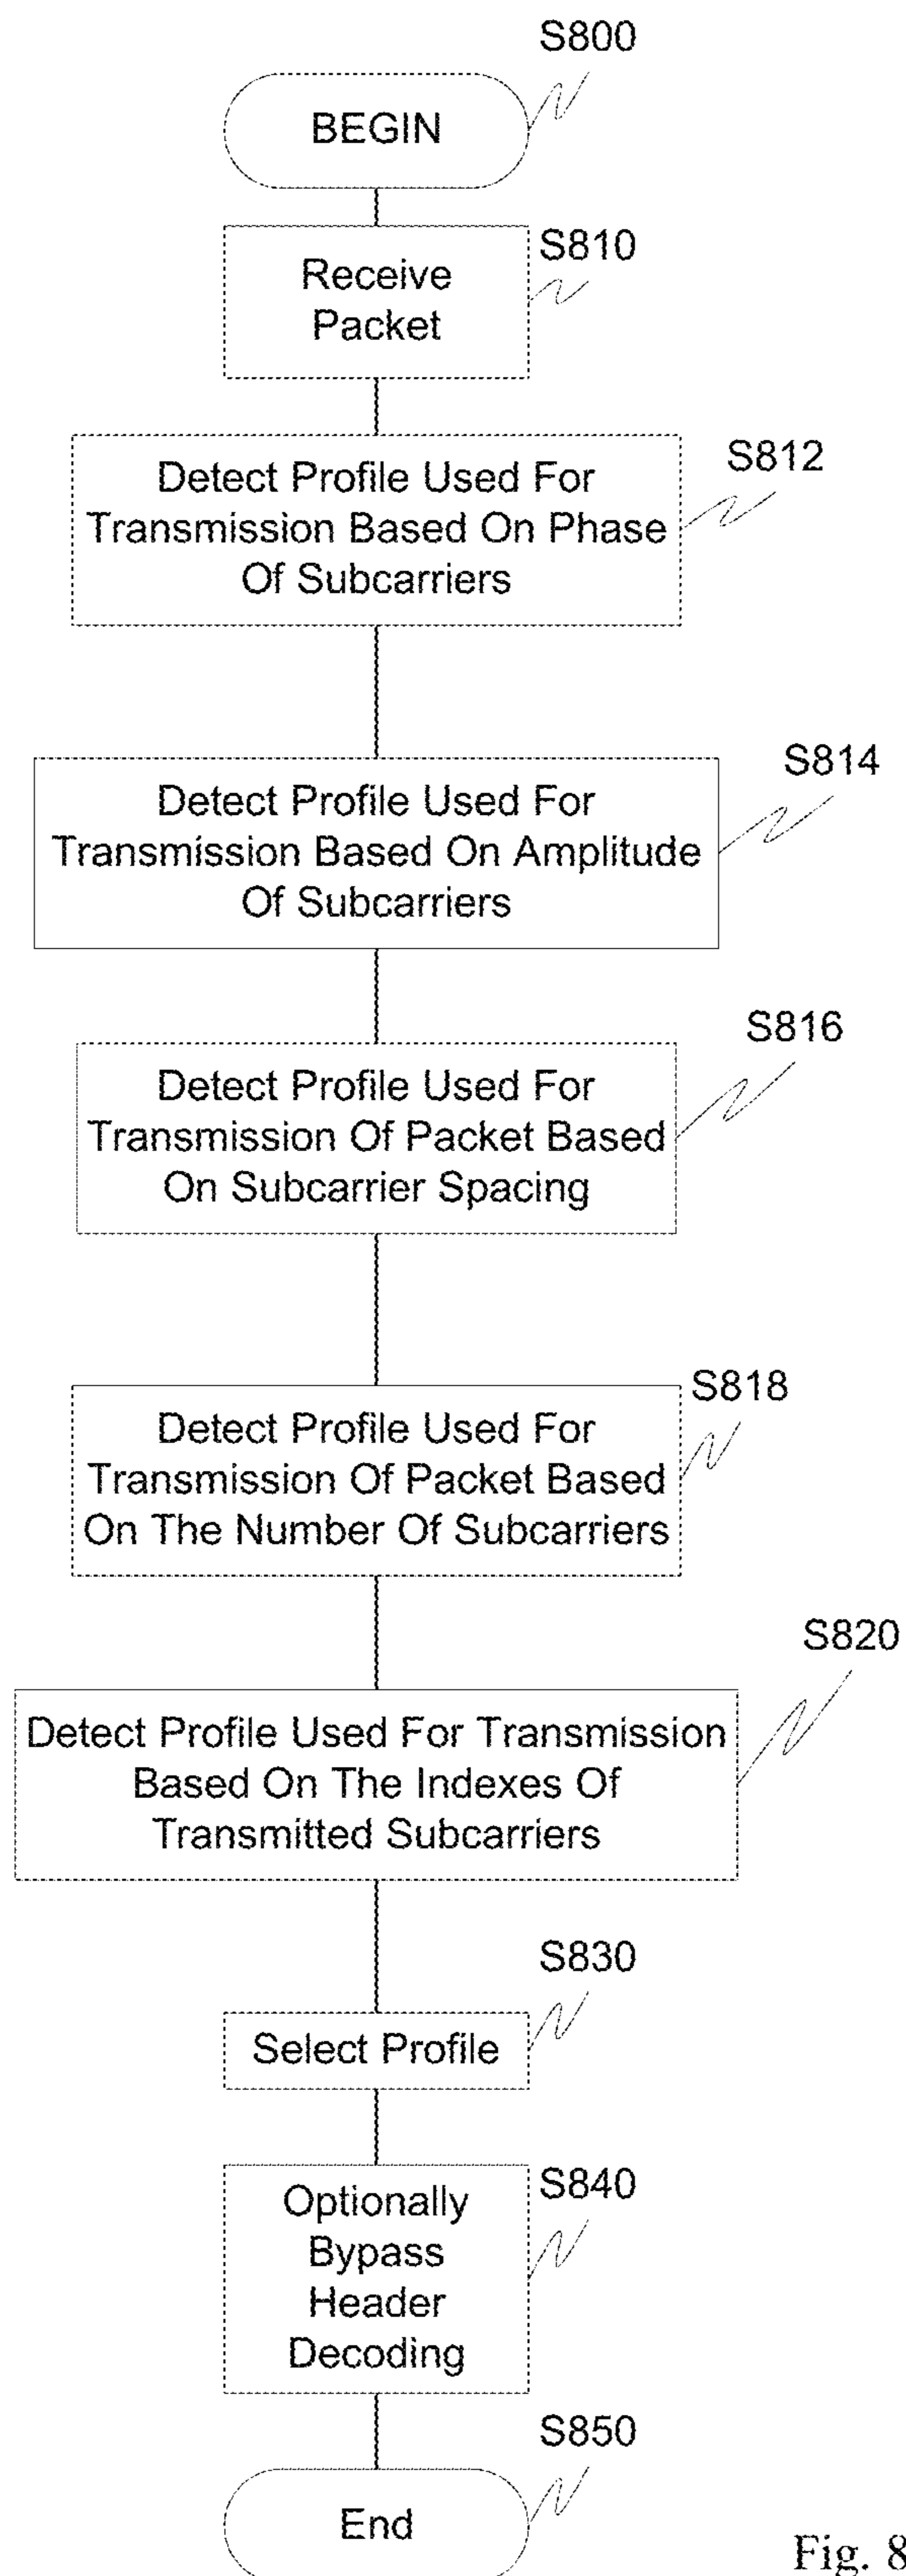 S800
BEGIN
S810
Receive
Packet
S812
Detect Profile Used For
Transmission Based On Phase
Of Subcarriers
S814
Detect Profile Used For
Transmission Based On Amplitude
Of Subcarriers
S816
Detect Profile Used For
Transmission Of Packet Based
On Subcarrier Spacing
S818
Detect Profile Used For
Transmission Of Packet Based
On The Number Of Subcarriers
S820
Detect Profile Used For Transmission
Based On The Indexes Of
Transmitted Subcarriers
S830
Select Profile
S840
Optionally
Bypass
Header
Decoding
S850
End
Fig. 8